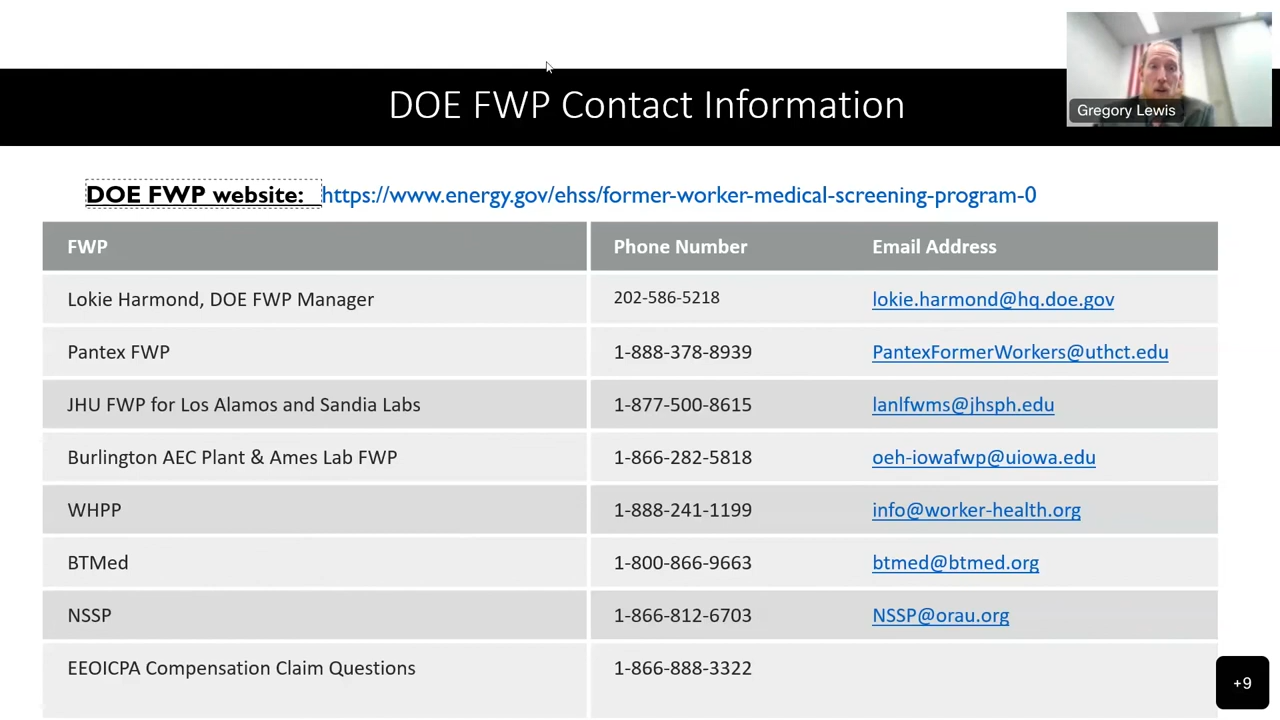 DOE FWP Contact Information
Gregory Lewis
DOE FWP website: https://www.energy.gov/ehss/former-worker-medical-screening-program-0
FWP Phone Number Email Address
Lokie Harmond, DOE FWP Manager 202-586-5218 lokie.harmond@hq.doe.gov
Pantex FWP 1-888-378-8939 PantexFormerWorkers@uthct.edu
JHU FWP for Los Alamos and Sandia Labs 1-877-500-8615 lanlfwms@jhsph.edu
Burlington AEC Plant & Ames Lab FWP 1-866-282-5818 oeh-iowafwp@uiowa.edu
WHPP 1-888-241-1199 info@worker-health.org
BTMed 1-800-866-9663 btmed@btmed.org
NSSP 1-866-812-6703 NSSP@orau.org
EEOICPA Compensation Claim Questions 1-866-888-3322
+9